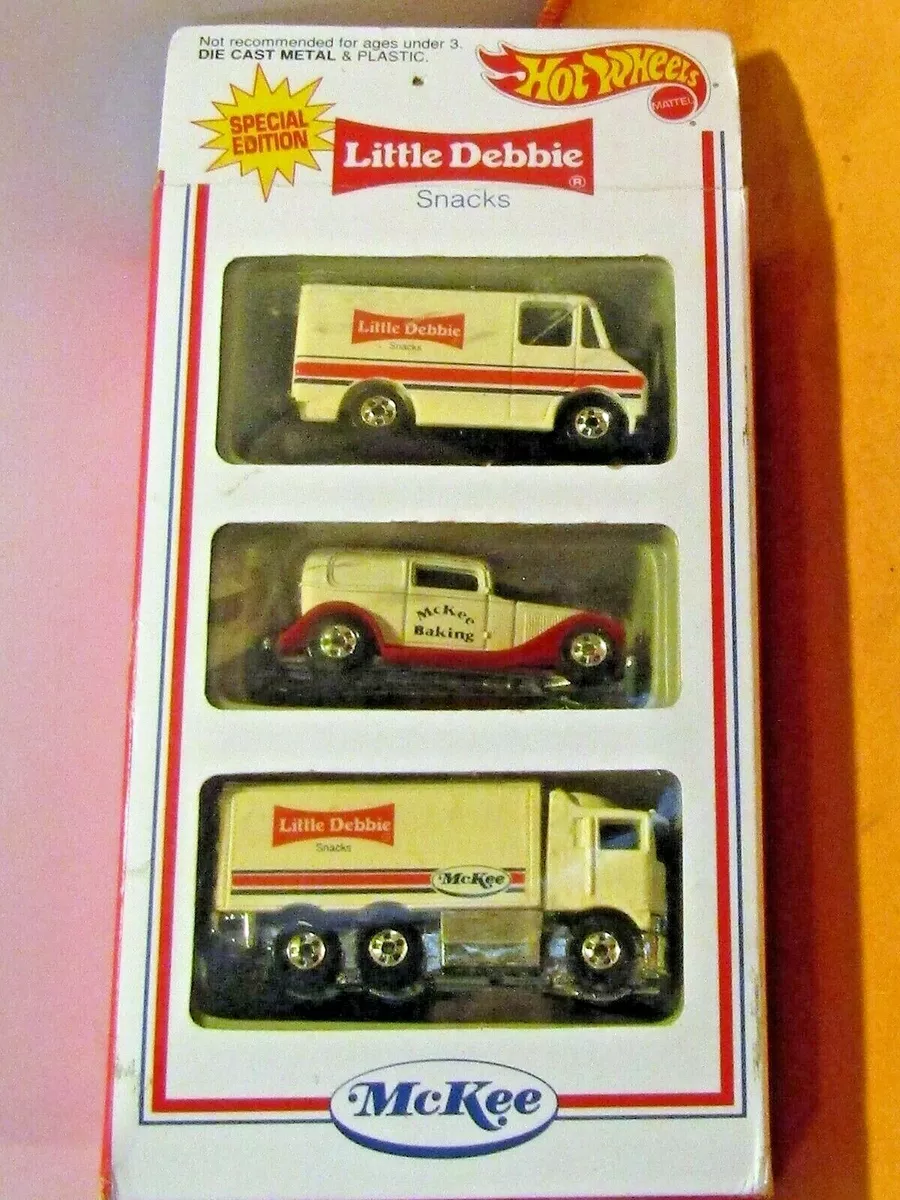 Not recommended for ages under 3.
DIE CAST METAL & PLASTIC.
HOT WHEELS
MATTEL
SPECIAL
EDITION
Little Debbie
®
Snacks
Little Debbie
Snacks
McKee
Baking
Little Debbie
Snacks
McKee
McKee